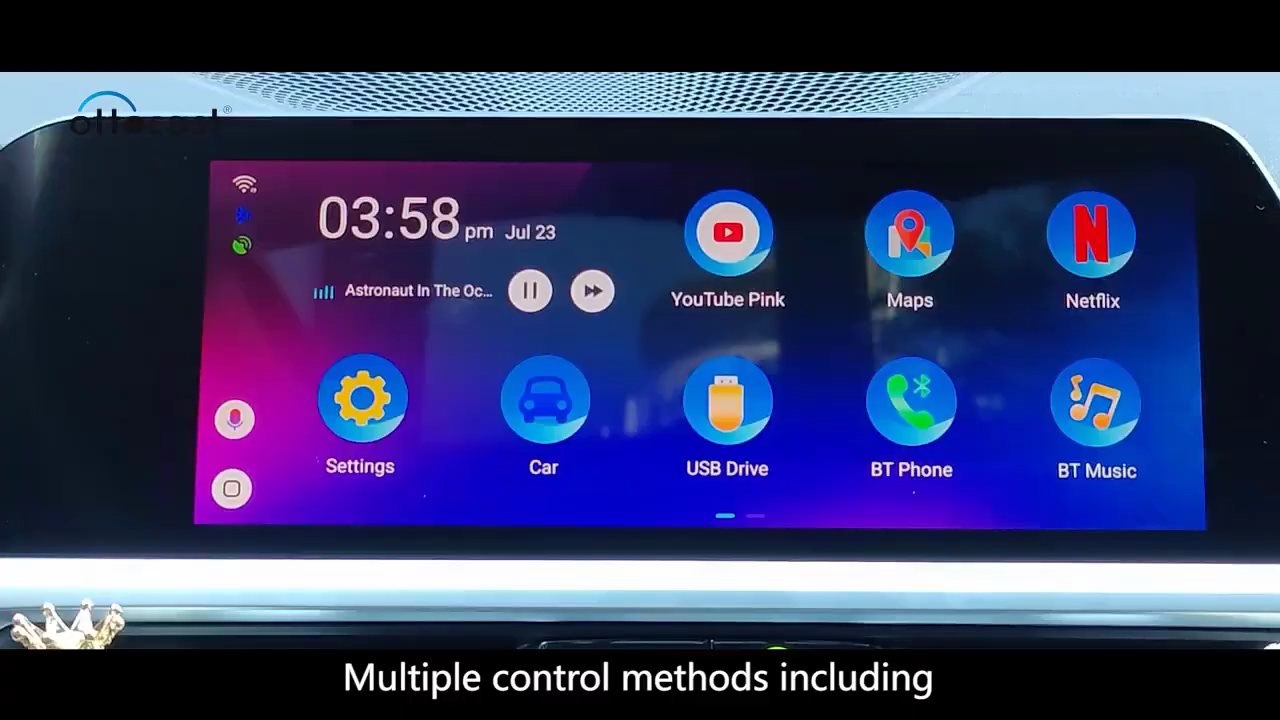 ottocast®
03:58 pm Jul 23
Astronaut In The Oc...
YouTube Pink
Maps
N
Netflix
Settings
Car
USB Drive
BT Phone
BT Music
Multiple control methods including